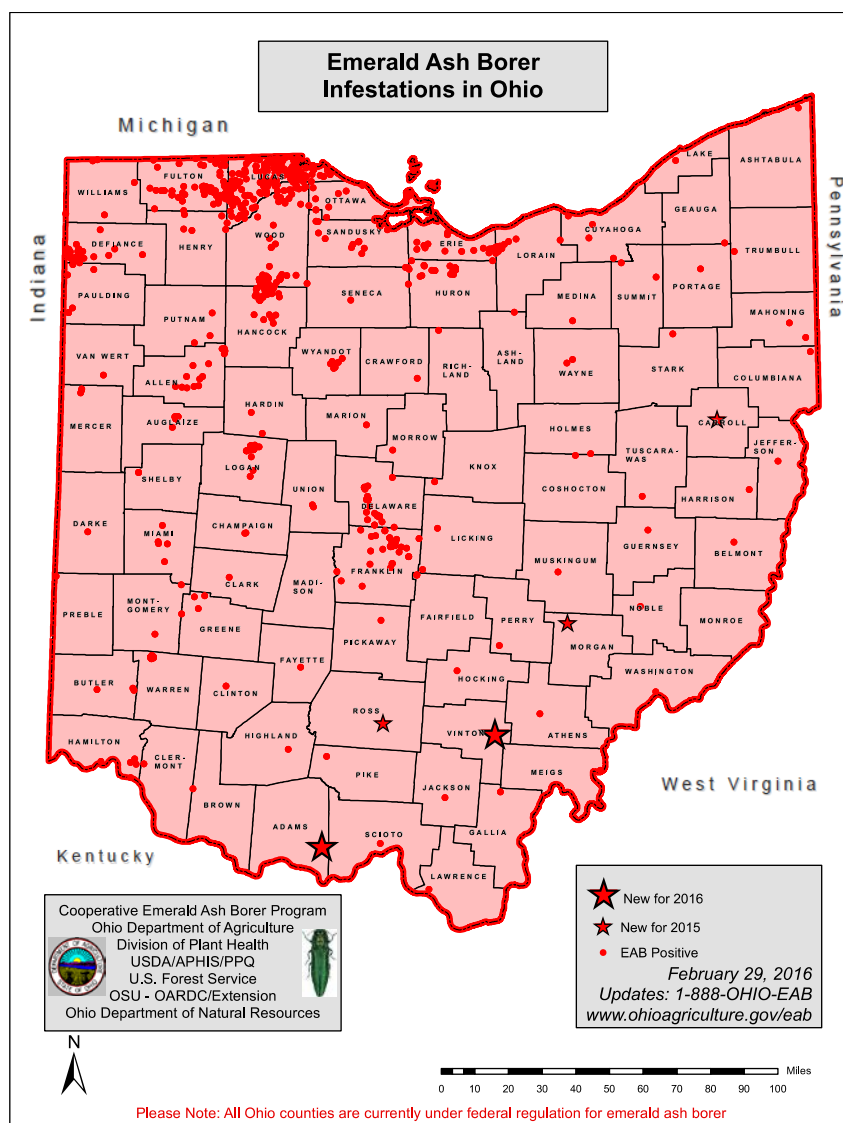 Emerald Ash Borer
Infestations in Ohio
Michigan
Indiana
Pennsylvania
West Virginia
Kentucky
WILLIAMS
FULTON
LUCAS
OTTAWA
LAKE
ASHTABULA
GEAUGA
CUYAHOGA
DEFIANCE
HENRY
WOOD
SANDUSKY
ERIE
LORAIN
TRUMBULL
PAULDING
SENECA
HURON
MEDINA
SUMMIT
PORTAGE
MAHONING
PUTNAM
HANCOCK
VAN WERT
WYANDOT
CRAWFORD
RICH-
LAND
ASH-
LAND
WAYNE
STARK
COLUMBIANA
ALLEN
MERCER
AUGLAIZE
HARDIN
MARION
MORROW
HOLMES
CARROLL
JEFFER-
SON
TUSCARA-
WAS
SHELBY
LOGAN
UNION
KNOX
COSHOCTON
HARRISON
DELAWARE
DARKE
MIAMI
CHAMPAIGN
LICKING
GUERNSEY
BELMONT
MUSKINGUM
CLARK
MADI-
SON
FRANKLIN
PREBLE
MONT-
GOMERY
GREENE
FAIRFIELD
PERRY
NOBLE
MONROE
PICKAWAY
MORGAN
FAYETTE
HOCKING
WASHINGTON
BUTLER
WARREN
CLINTON
ROSS
VINTON
ATHENS
HIGHLAND
HAMILTON
CLER-
MONT
PIKE
MEIGS
JACKSON
BROWN
ADAMS
SCIOTO
GALLIA
LAWRENCE
New for 2016
New for 2015
EAB Positive
February 29, 2016
Updates: 1-888-OHIO-EAB
www.ohioagriculture.gov/eab
Cooperative Emerald Ash Borer Program
Ohio Department of Agriculture
Division of Plant Health
USDA/APHIS/PPQ
U.S. Forest Service
OSU - OARDC/Extension
Ohio Department of Natural Resources
N
Miles
0 10 20 30 40 50 60 70 80 90 100
Please Note: All Ohio counties are currently under federal regulation for emerald ash borer